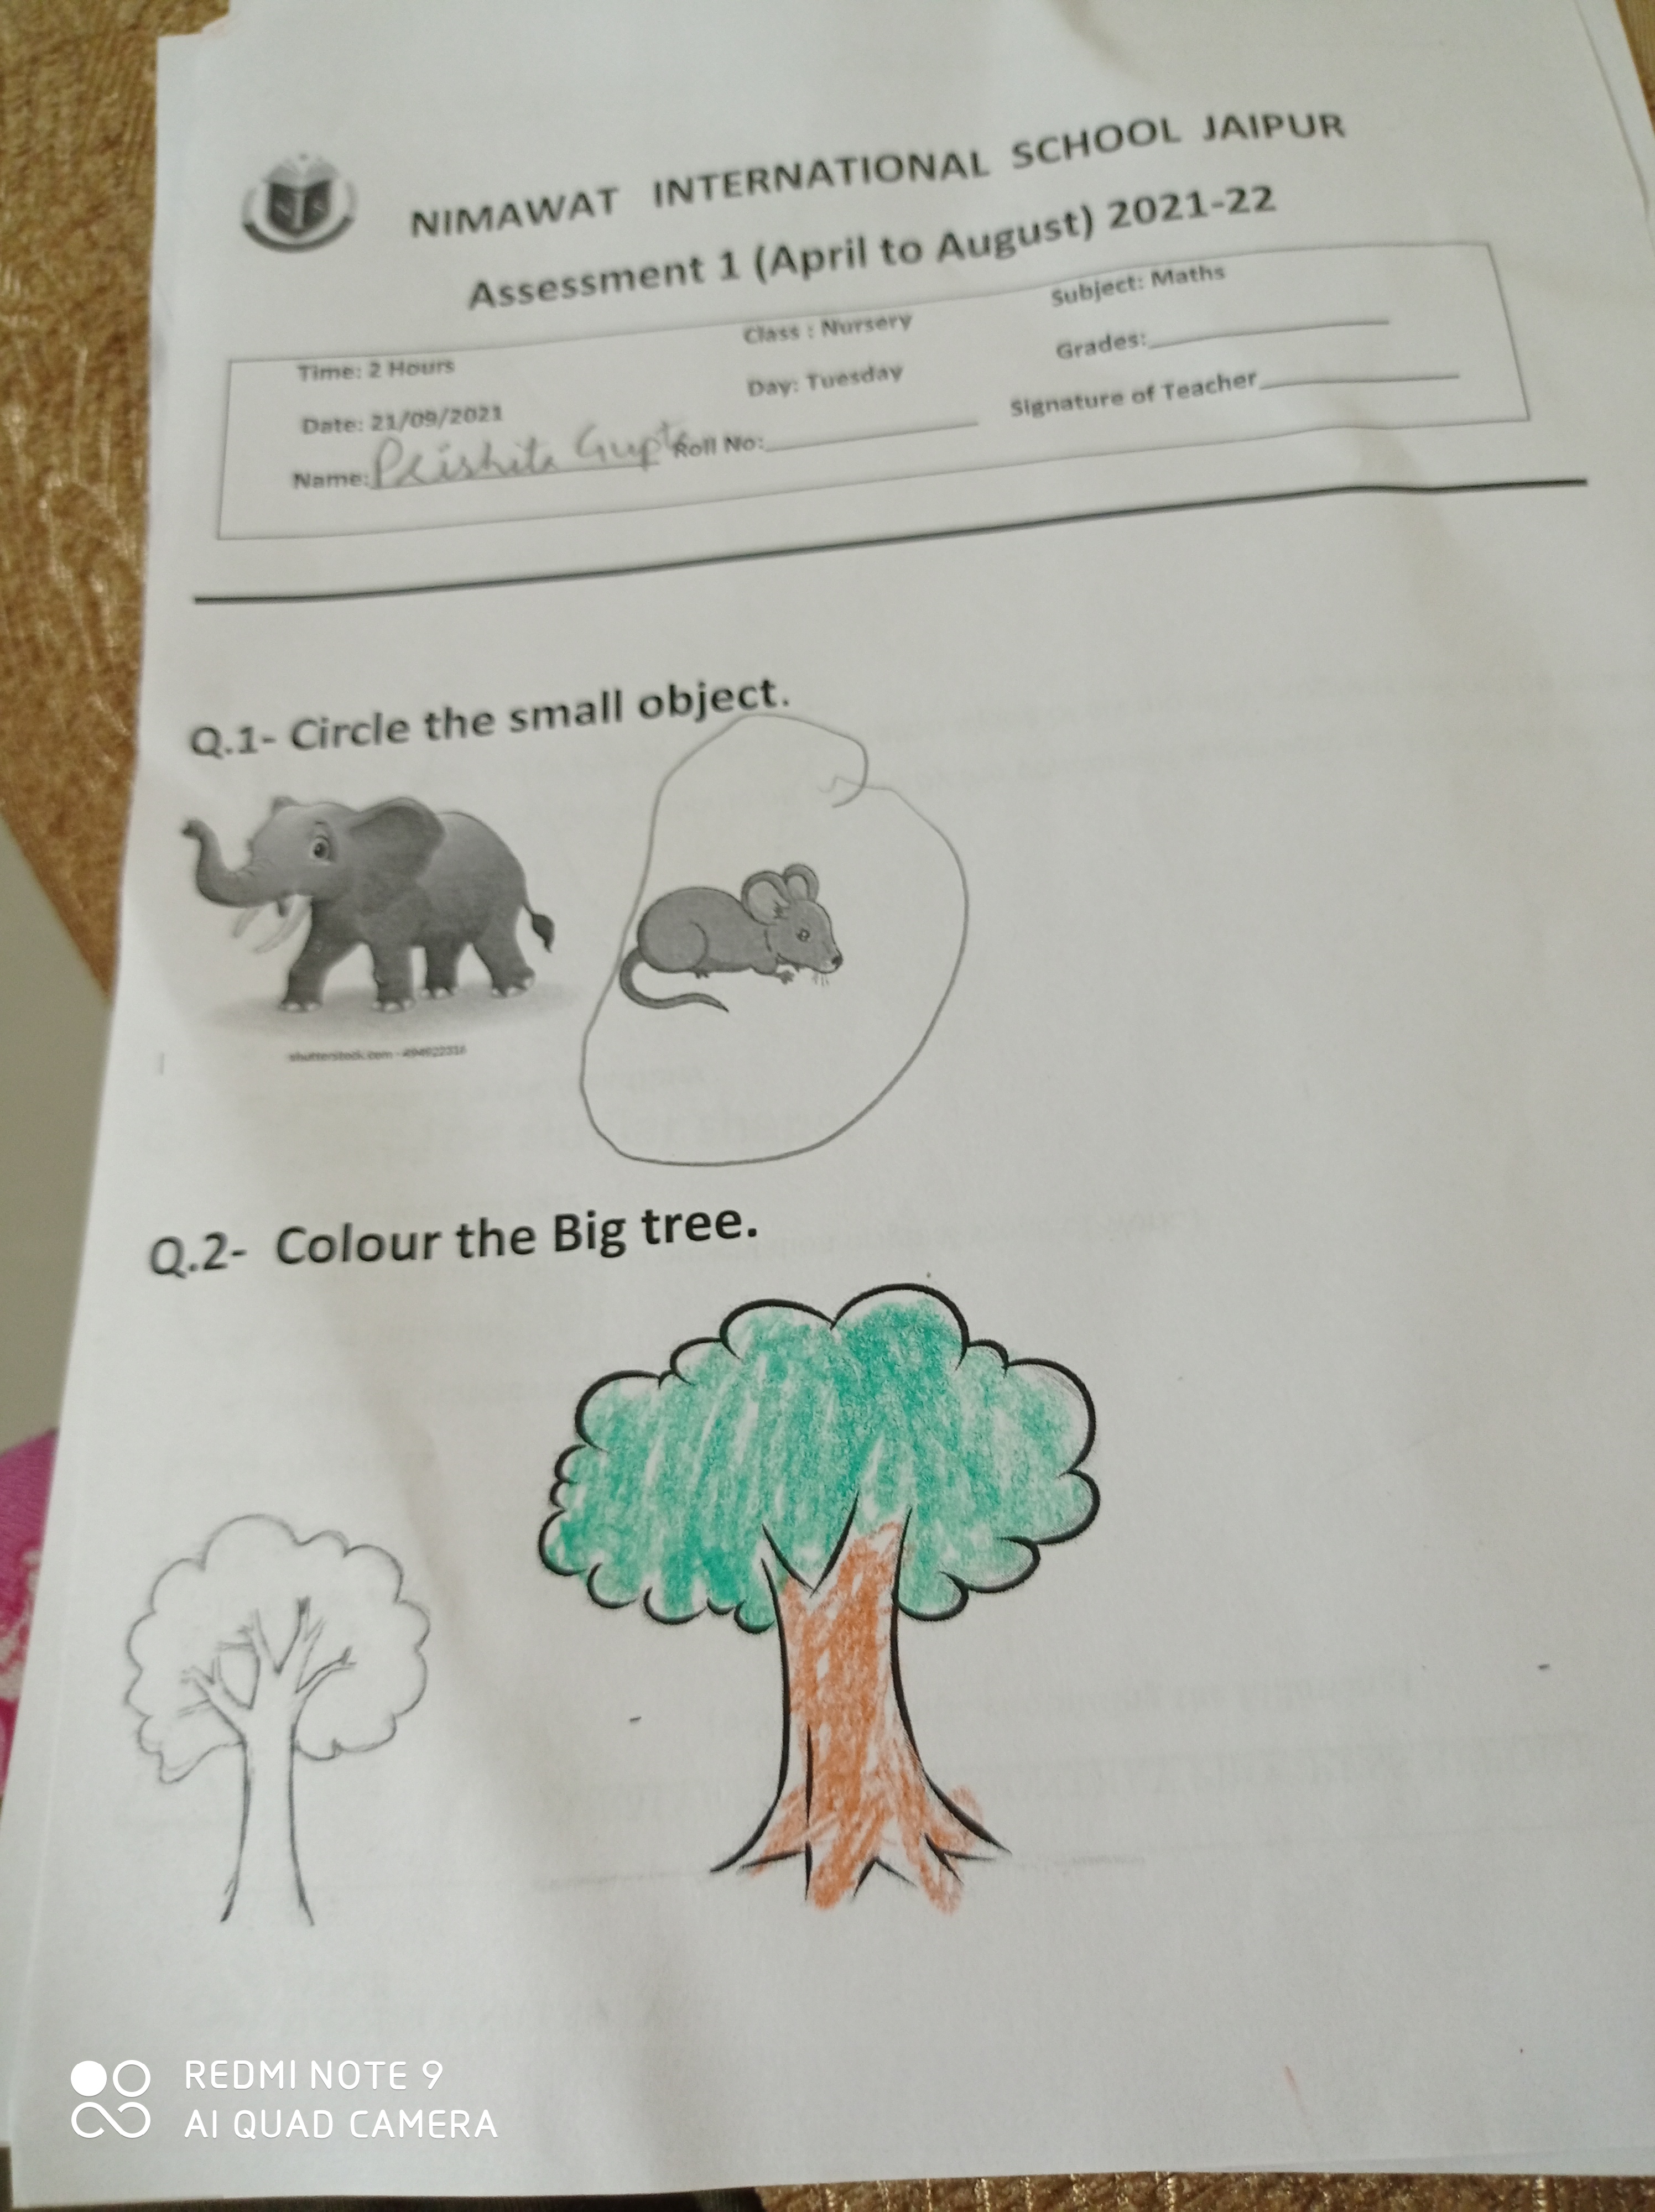 NIMAWAT INTERNATIONAL SCHOOL JAIPUR
Assessment 1 (April to August) 2021-22
Time: 2 Hours Class : Nursery Subject: Maths
Date: 21/09/2021 Day: Tuesday Grades:
Name: Prishita Gupta Roll No: Signature of Teacher
Q.1- Circle the small object.
shutterstock.com · 494922316
Q.2- Colour the Big tree.
REDMI NOTE 9
AI QUAD CAMERA